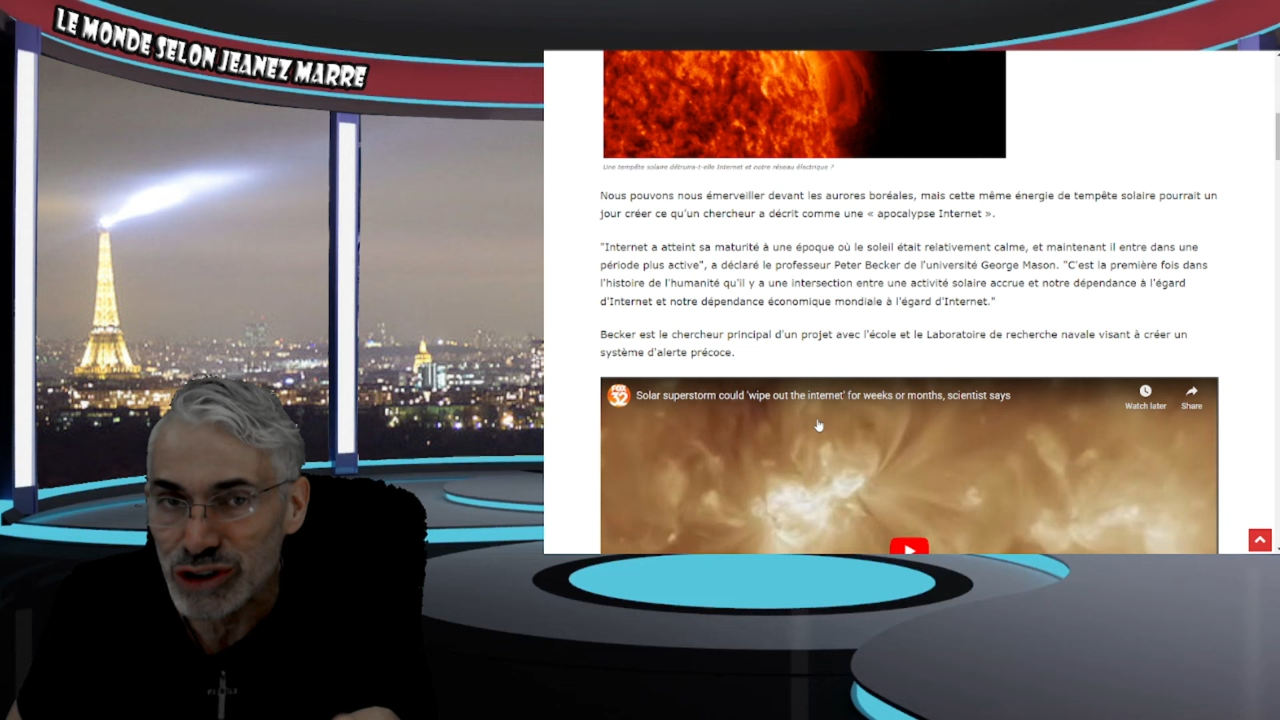 LE MONDE SELON JEANEZ MARRE
Une tempête solaire détruira-t-elle Internet et notre réseau électrique ?
Nous pouvons nous émerveiller devant les aurores boréales, mais cette même énergie de tempête solaire pourrait un
jour créer ce qu'un chercheur a décrit comme une « apocalypse Internet ».
"Internet a atteint sa maturité à une époque où le soleil était relativement calme, et maintenant il entre dans une
période plus active", a déclaré le professeur Peter Becker de l'université George Mason. "C'est la première fois dans
l'histoire de l'humanité qu'il y a une intersection entre une activité solaire accrue et notre dépendance à l'égard
d'Internet et notre dépendance économique mondiale à l'égard d'Internet."
Becker est le chercheur principal d'un projet avec l'école et le Laboratoire de recherche navale visant à créer un
système d'alerte précoce.
FOX 32
Solar superstorm could 'wipe out the internet' for weeks or months, scientist says
Watch later
Share